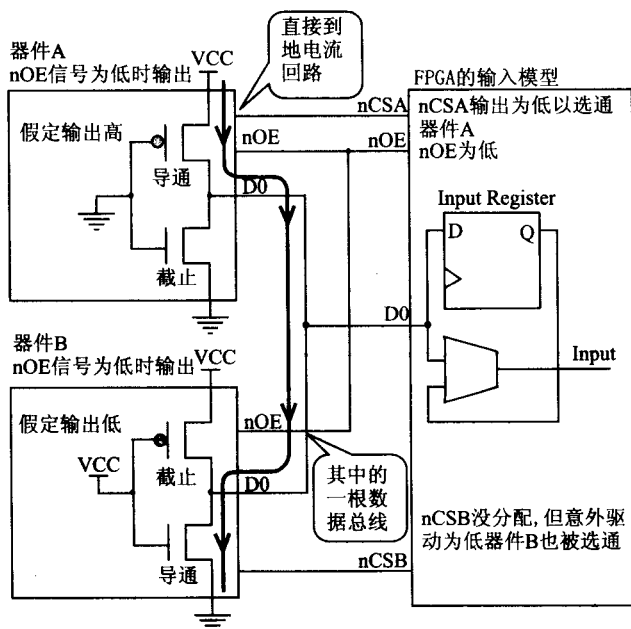 器件A
nOE信号为低时输出
VCC
直接到
地电流
回路
假定输出高
导通
截止
nCSA
nOE
nOE
D0
FPGA的输入模型
nCSA输出为低以选通
器件A
nOE为低
Input Register
D
Q
D0
Input
器件B
nOE信号为低时输出
VCC
假定输出低
VCC
截止
导通
nOE
D0
其中的
一根数
据总线
nCSB
nCSB没分配,但意外驱
动为低器件B也被选通